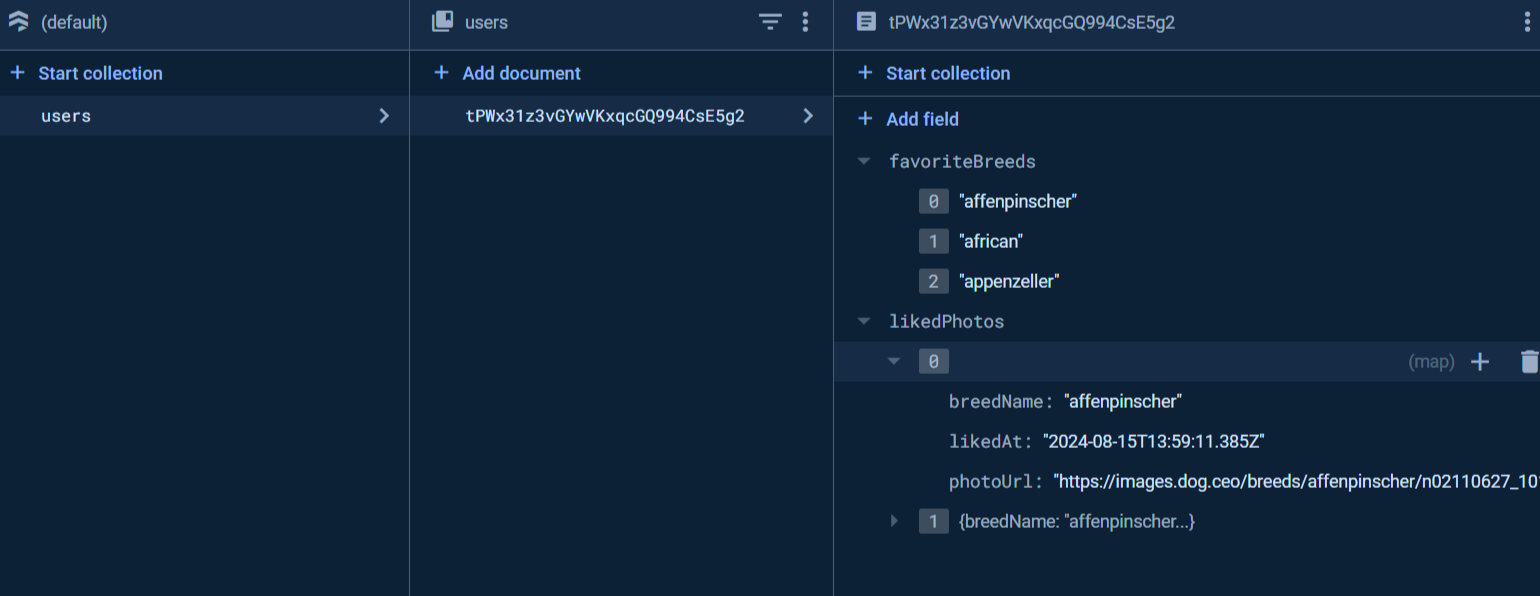 (default)
Start collection
users
users
Add document
tPWx31z3vGYwVKxqcGQ994CsE5g2
tPWx31z3vGYwVKxqcGQ994CsE5g2
Start collection
Add field
favoriteBreeds
0 "affenpinscher"
1 "african"
2 "appenzeller"
likedPhotos
0 (map)
breedName: "affenpinscher"
likedAt: "2024-08-15T13:59:11.385Z"
photoUrl: "https://images.dog.ceo/breeds/affenpinscher/n02110627_10
1 {breedName: "affenpinscher...}